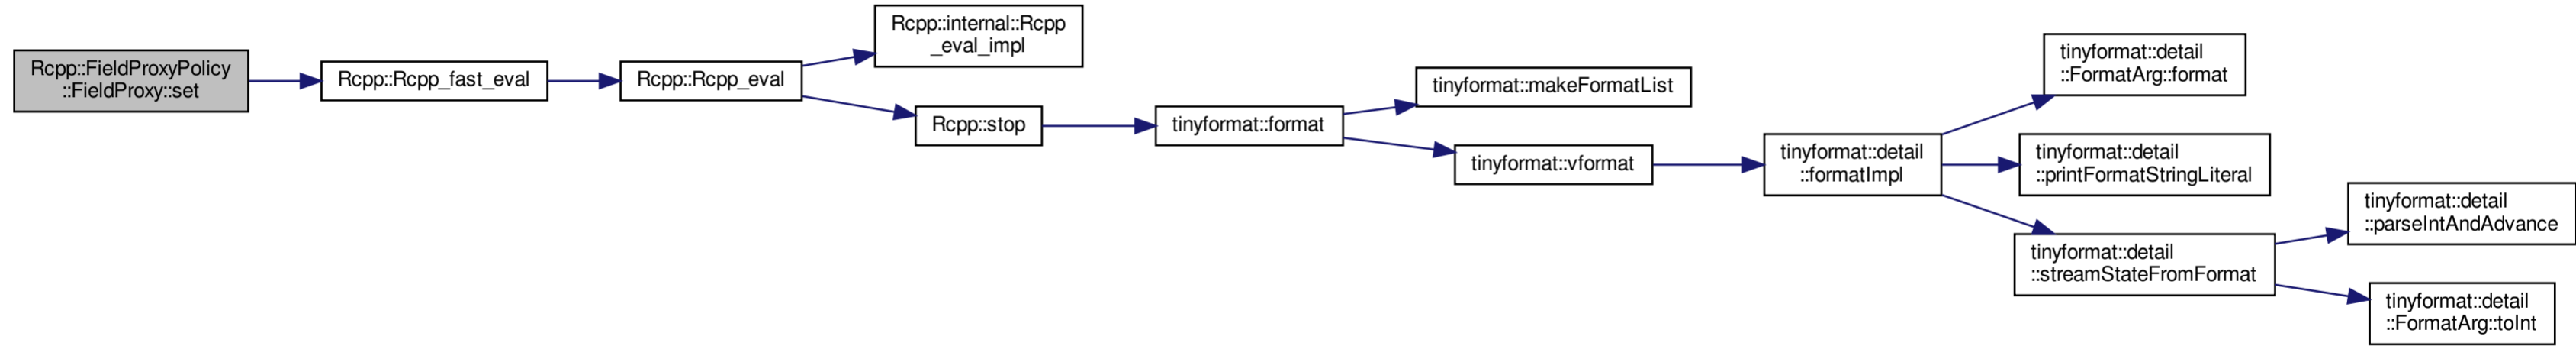 Rcpp::FieldProxyPolicy
::FieldProxy::set
Rcpp::Rcpp_fast_eval
Rcpp::Rcpp_eval
Rcpp::internal::Rcpp
_eval_impl
Rcpp::stop
tinyformat::format
tinyformat::makeFormatList
tinyformat::vformat
tinyformat::detail
::formatImpl
tinyformat::detail
::FormatArg::format
tinyformat::detail
::printFormatStringLiteral
tinyformat::detail
::streamStateFromFormat
tinyformat::detail
::parseIntAndAdvance
tinyformat::detail
::FormatArg::toInt